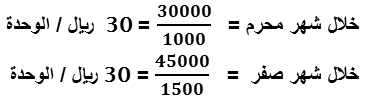 خلال شهر محرم = 30000/1000 = 30 ريال / الوحدة
خلال شهر صفر = 45000/1500 = 30 ريال / الوحدة